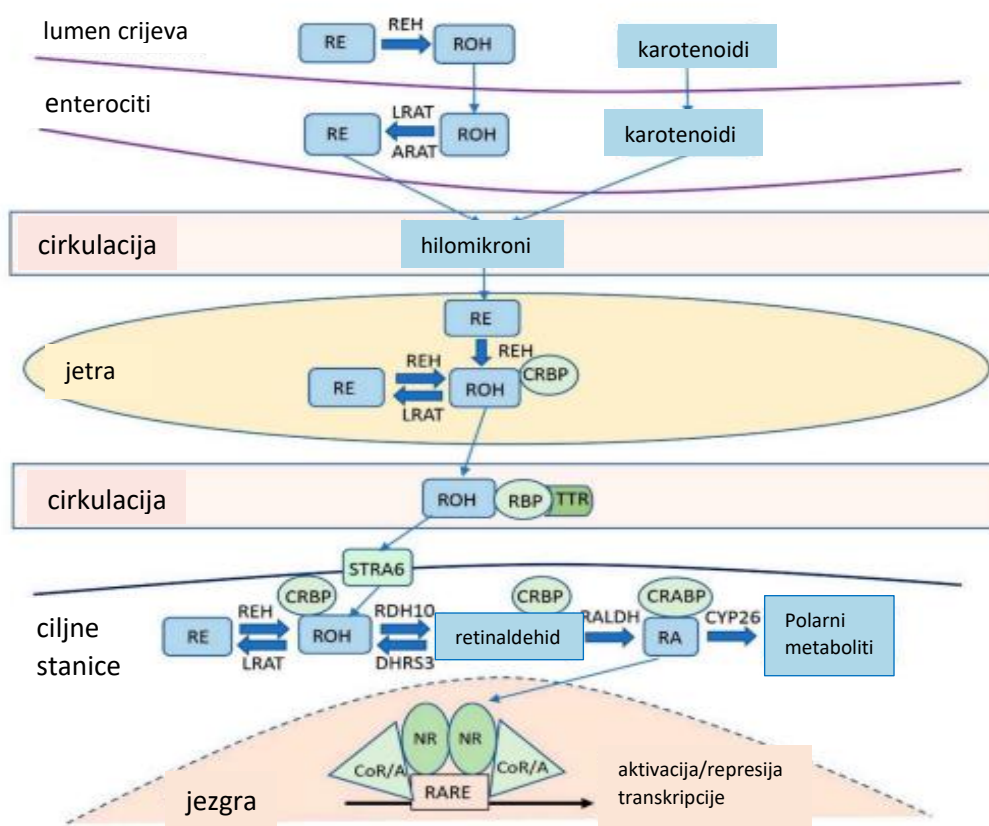 lumen crijeva
RE
REH
ROH
karotenoidi
enterociti
RE
LRAT
ARAT
ROH
karotenoidi
cirkulacija
hilomikroni
jetra
RE
REH
RE
REH
LRAT
ROH
CRBP
cirkulacija
ROH
RBP
TTR
STRA6
ciljne
stanice
RE
REH
LRAT
CRBP
ROH
RDH10
DHRS3
CRBP
retinaldehid
RALDH
CRABP
RA
CYP26
Polarni
metaboliti
jezgra
CoR/A
NR
NR
CoR/A
RARE
aktivacija/represija
transkripcije